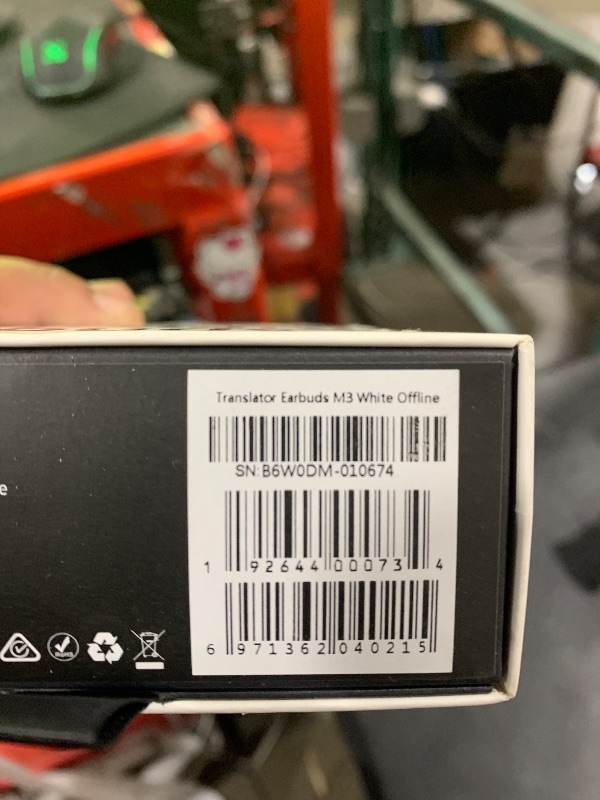 Translator Earbuds M3 White Offline
SN:B6W0DM-010674
e
1 92644 00073 4
6 971362 040215